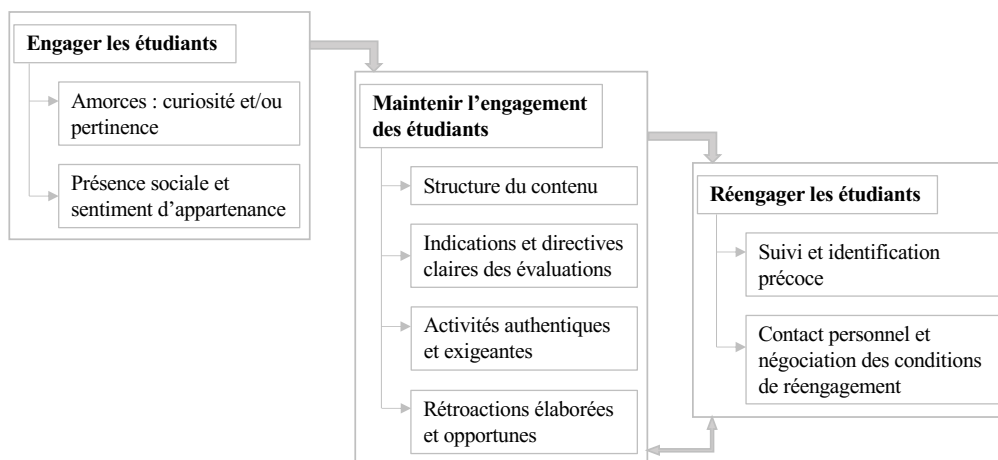 Engager les étudiants
Amorces : curiosité et/ou
pertinence
Présence sociale et
sentiment d’appartenance
Maintenir l’engagement
des étudiants
Structure du contenu
Indications et directives
claires des évaluations
Activités authentiques
et exigeantes
Rétroactions élaborées
et opportunes
Réengager les étudiants
Suivi et identification
précoce
Contact personnel et
négociation des conditions
de réengagement